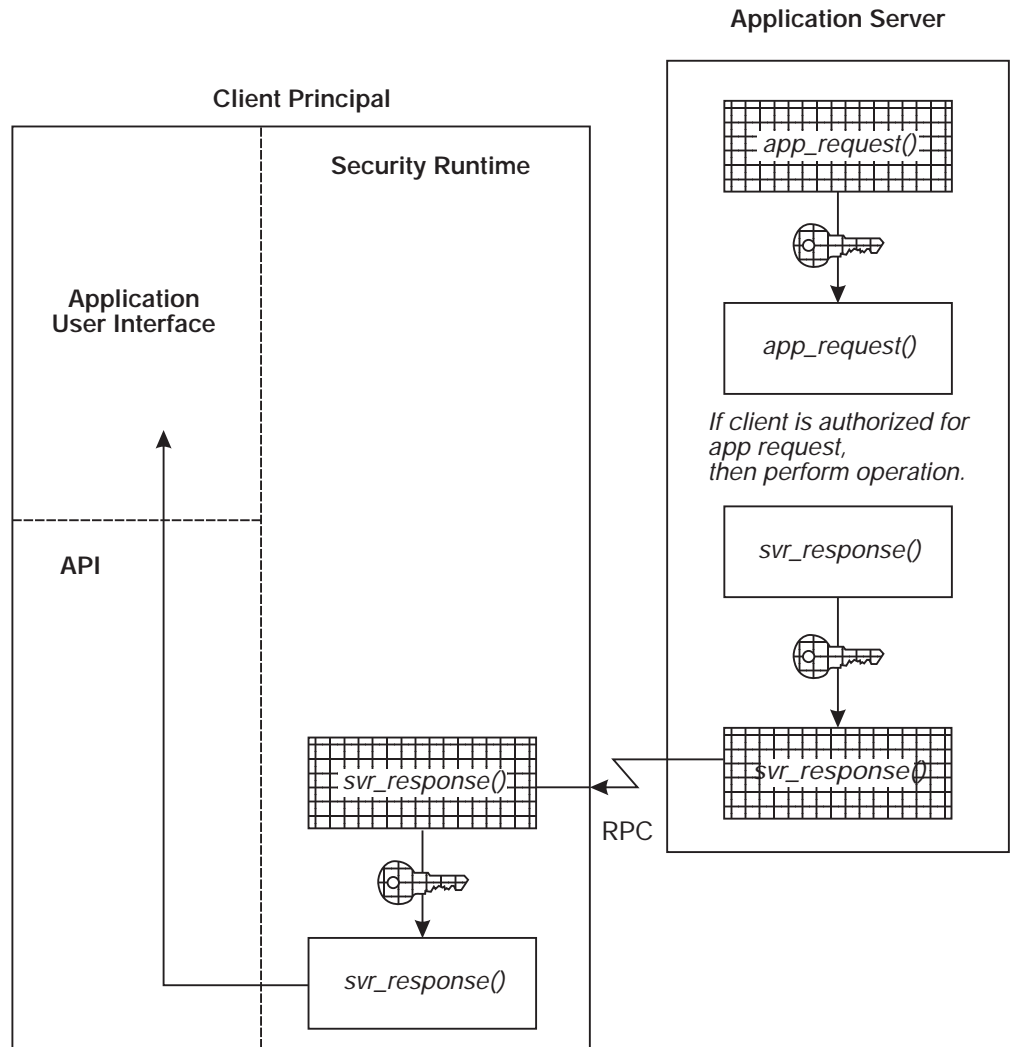 Application Server
Client Principal
app_request()
Security Runtime
Application
User Interface
app_request()
If client is authorized for
app request,
then perform operation.
svr_response()
API
svr_response()
svr_response()
RPC
svr_response()